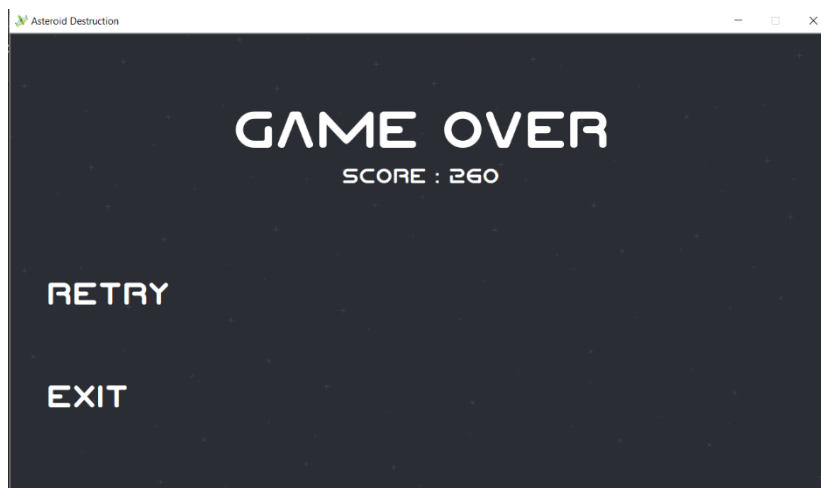 Asteroid Destruction
GAME OVER
SCORE : 260
RETRY
EXIT